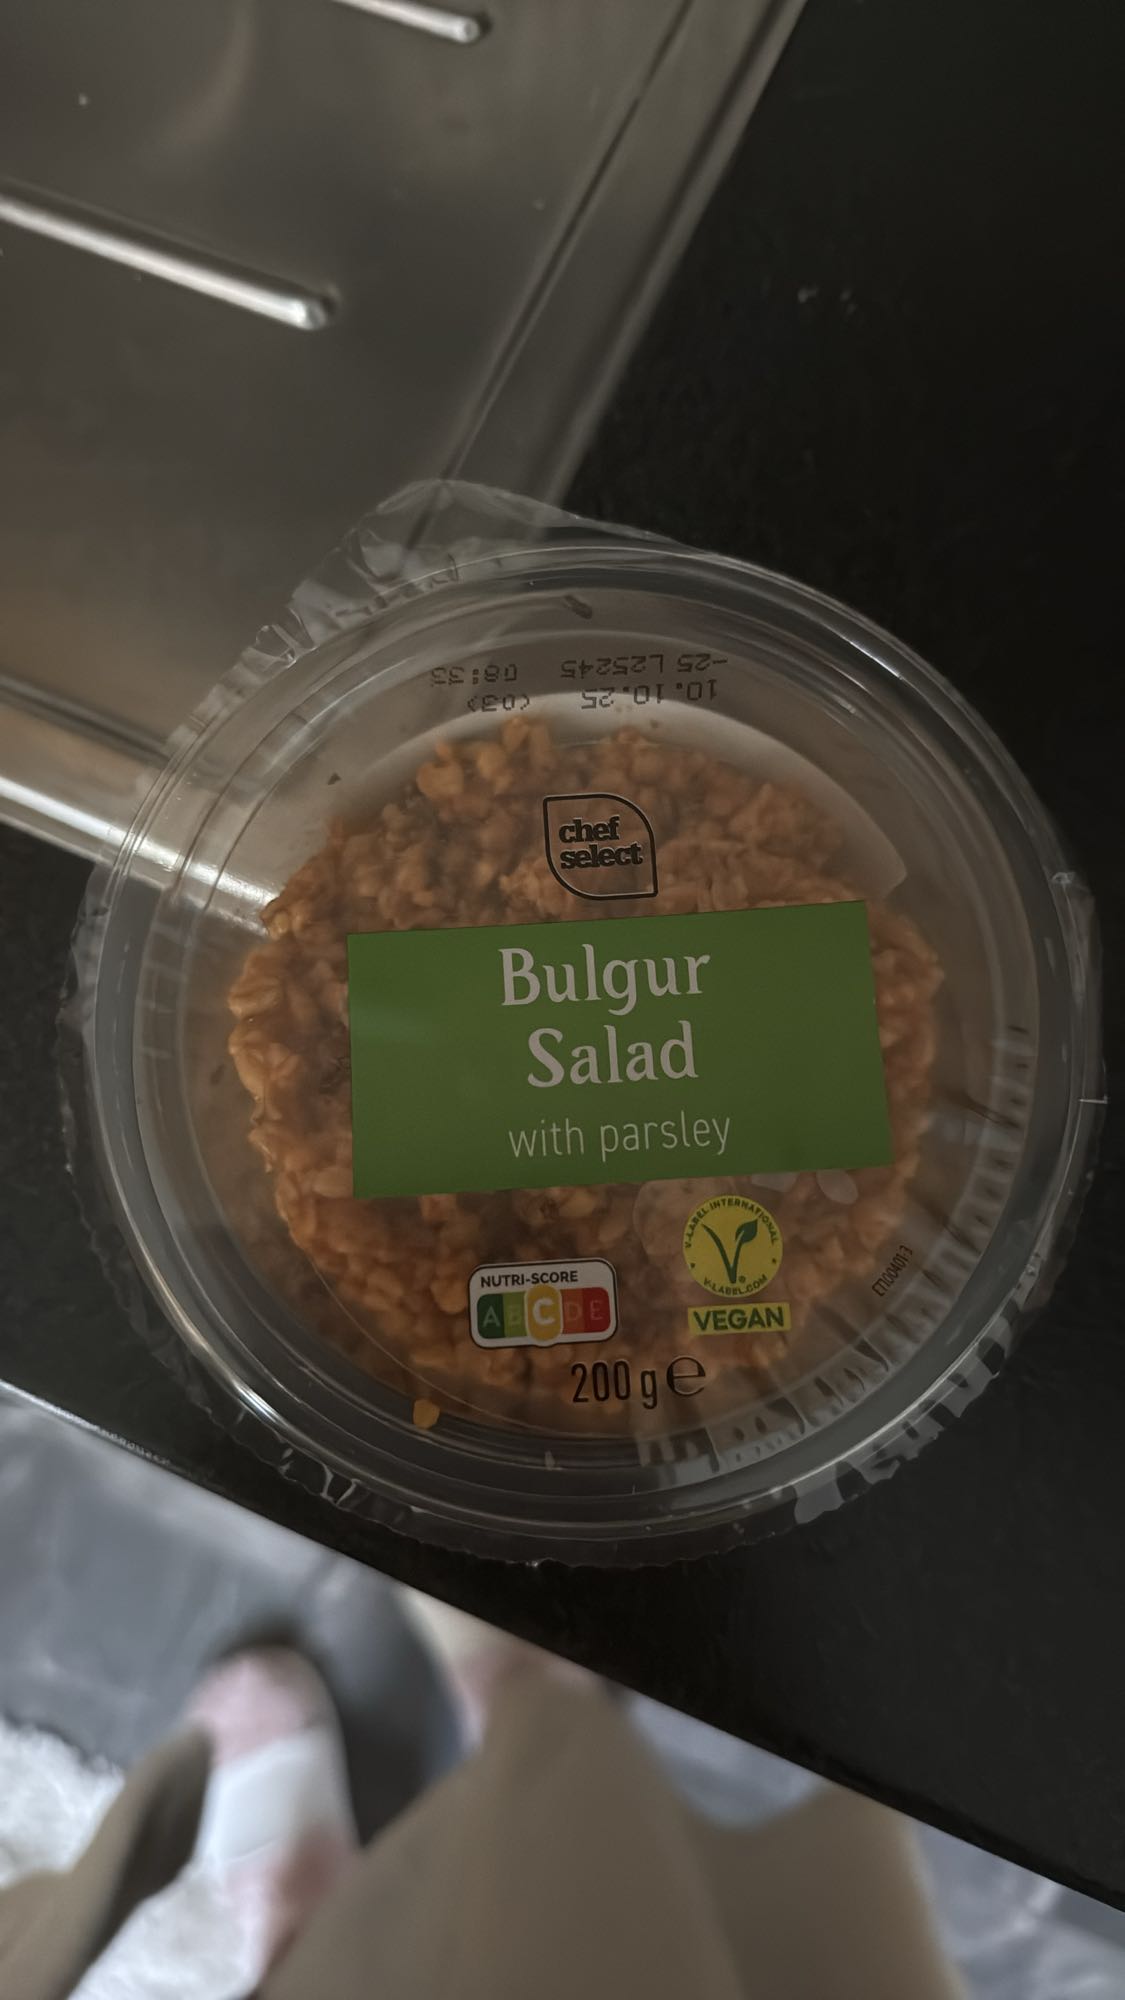 10.10.25 (03)
-25 L25245 08:33
chef
select
Bulgur
Salad
with parsley
V-LABEL INTERNATIONAL
V-LABEL.COM
VEGAN
NUTRI-SCORE
A B C D E
200 g e